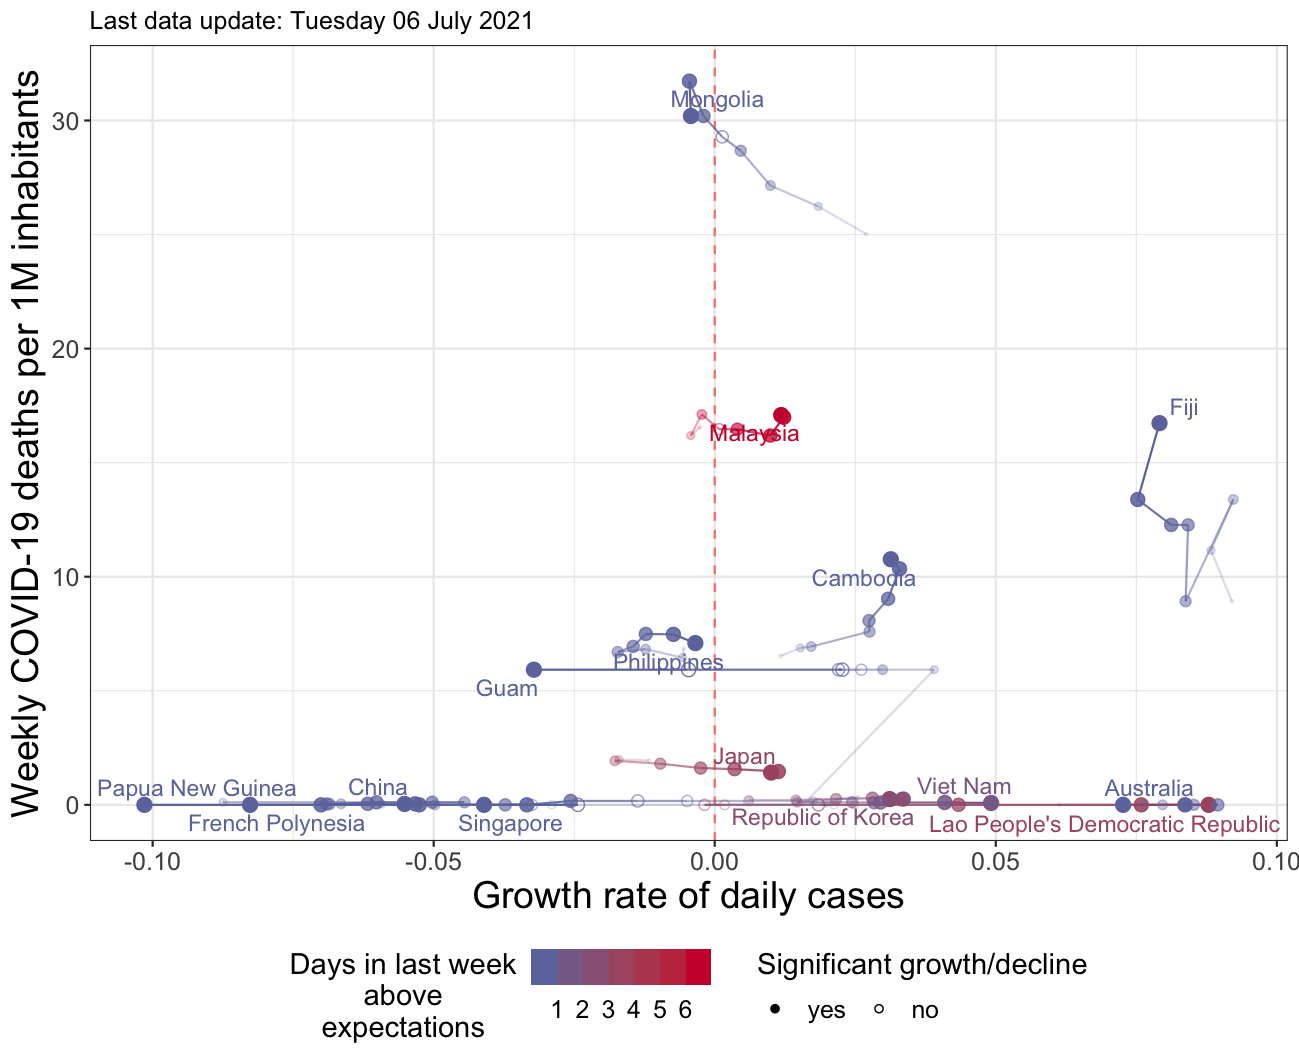 Last data update: Tuesday 06 July 2021
Weekly COVID-19 deaths per 1M inhabitants
30
20
10
0
Mongolia
Malaysia
Fiji
Cambodia
Philippines
Guam
Japan
Papua New Guinea
China
Viet Nam
Australia
French Polynesia
Singapore
Republic of Korea
Lao People's Democratic Republic
-0.10
-0.05
0.00
0.05
0.10
Growth rate of daily cases
Days in last week
above
expectations
1 2 3 4 5 6
Significant growth/decline
yes
no